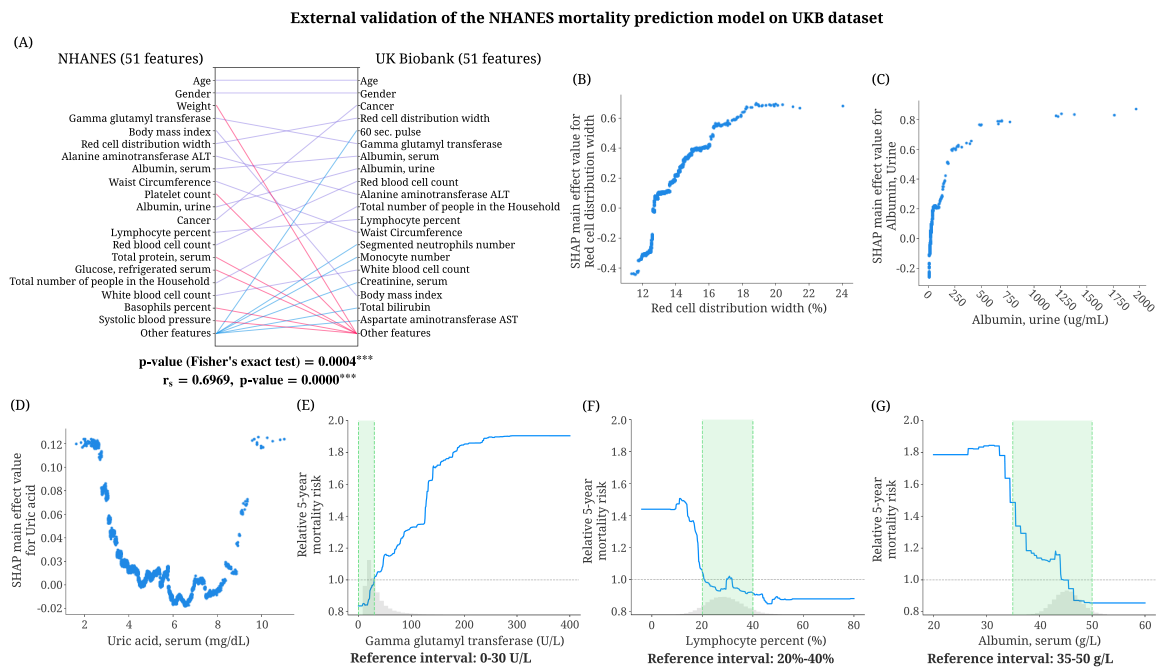 External validation of the NHANES mortality prediction model on UKB dataset
(A)
NHANES (51 features)
UK Biobank (51 features)
Age
Gender
Weight
Gamma glutamyl transferase
Body mass index
Red cell distribution width
Alanine aminotransferase ALT
Albumin, serum
Waist Circumference
Platelet count
Albumin, urine
Cancer
Lymphocyte percent
Red blood cell count
Total protein, serum
Glucose, refrigerated serum
Total number of people in the Household
White blood cell count
Basophils percent
Systolic blood pressure
Other features
Age
Gender
Cancer
Red cell distribution width
60 sec. pulse
Gamma glutamyl transferase
Albumin, serum
Albumin, urine
Red blood cell count
Alanine aminotransferase ALT
Total number of people in the Household
Lymphocyte percent
Waist Circumference
Segmented neutrophils number
Monocyte number
White blood cell count
Creatinine, serum
Body mass index
Total bilirubin
Aspartate aminotransferase AST
Other features
p-value (Fisher's exact test) = 0.0004***
rs = 0.6969, p-value = 0.0000***
(B)
SHAP main effect value for
Red cell distribution width
0.6
0.4
0.2
0.0
-0.2
-0.4
12 14 16 18 20 22 24
Red cell distribution width (%)
(C)
SHAP main effect value for
Albumin, Urine
0.8
0.6
0.4
0.2
0.0
-0.2
0 250 500 750 1000 1250 1500 1750 2000
Albumin, urine (ug/mL)
(D)
SHAP main effect value
for Uric acid
0.12
0.10
0.08
0.06
0.04
0.03
0.00
-0.02
2 4 6 8 10
Uric acid, serum (mg/dL)
(E)
Relative 5-year
mortality risk
2.0
1.8
1.6
1.4
1.2
1.0
0.8
0 100 200 300 400
Gamma glutamyl transferase (U/L)
Reference interval: 0-30 U/L
(F)
Relative 5-year
mortality risk
2.0
1.8
1.6
1.4
1.2
1.0
0.8
0 20 40 60 80
Lymphocyte percent (%)
Reference interval: 20%-40%
(G)
Relative 5-year
mortality risk
2.0
1.8
1.6
1.4
1.2
1.0
0.8
20 30 40 50 60
Albumin, serum (g/L)
Reference interval: 35-50 g/L